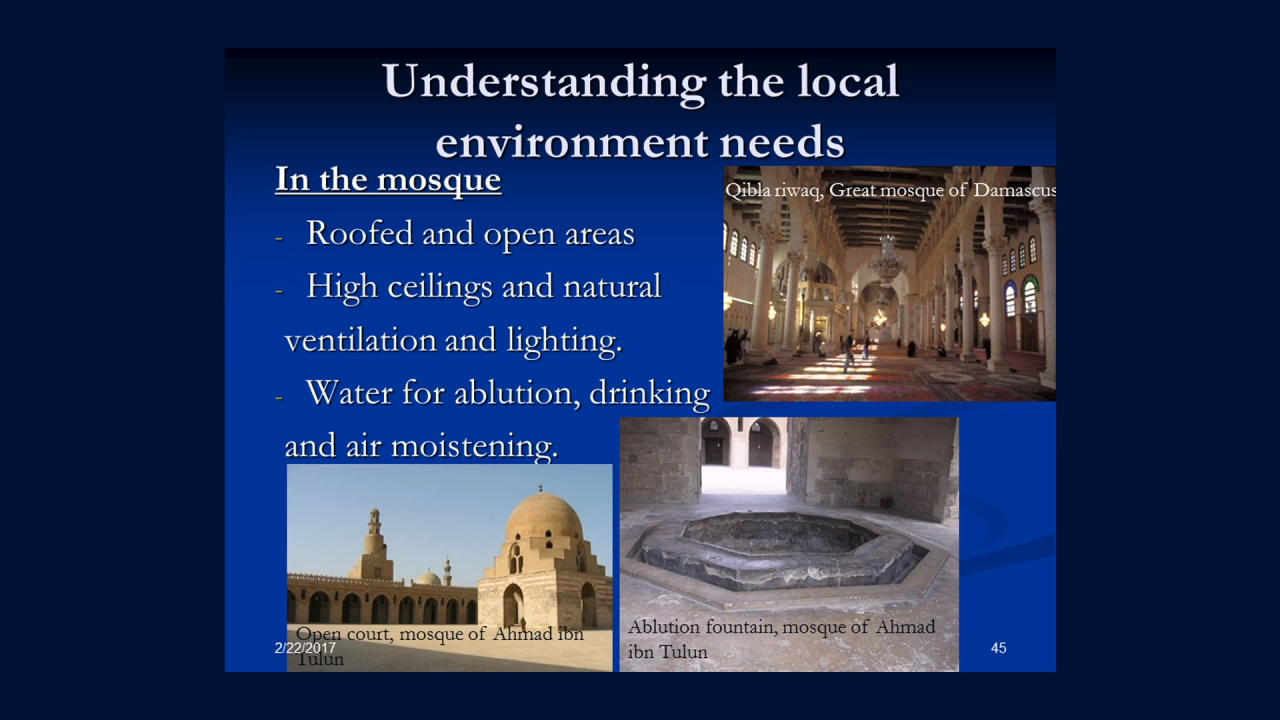 Understanding the local
environment needs
In the mosque
- Roofed and open areas
- High ceilings and natural
ventilation and lighting.
- Water for ablution, drinking
and air moistening.
Qibla riwaq, Great mosque of Damascus
Open court, mosque of Ahmad ibn
Tulun
Ablution fountain, mosque of Ahmad
ibn Tulun
2/22/2017
45